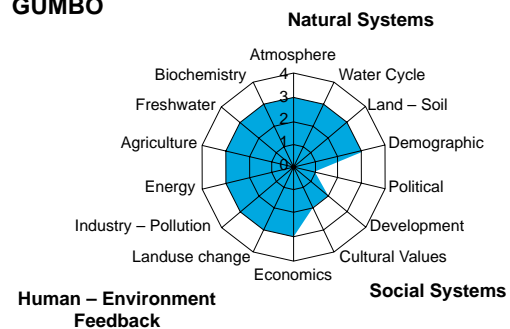 GUMBO
Natural Systems
Atmosphere
Biochemistry
4
Water Cycle
Freshwater
3
Land – Soil
2
Agriculture
1
Demographic
0
Energy
Political
Industry – Pollution
Development
Landuse change
Cultural Values
Economics
Human – Environment
Feedback
Social Systems